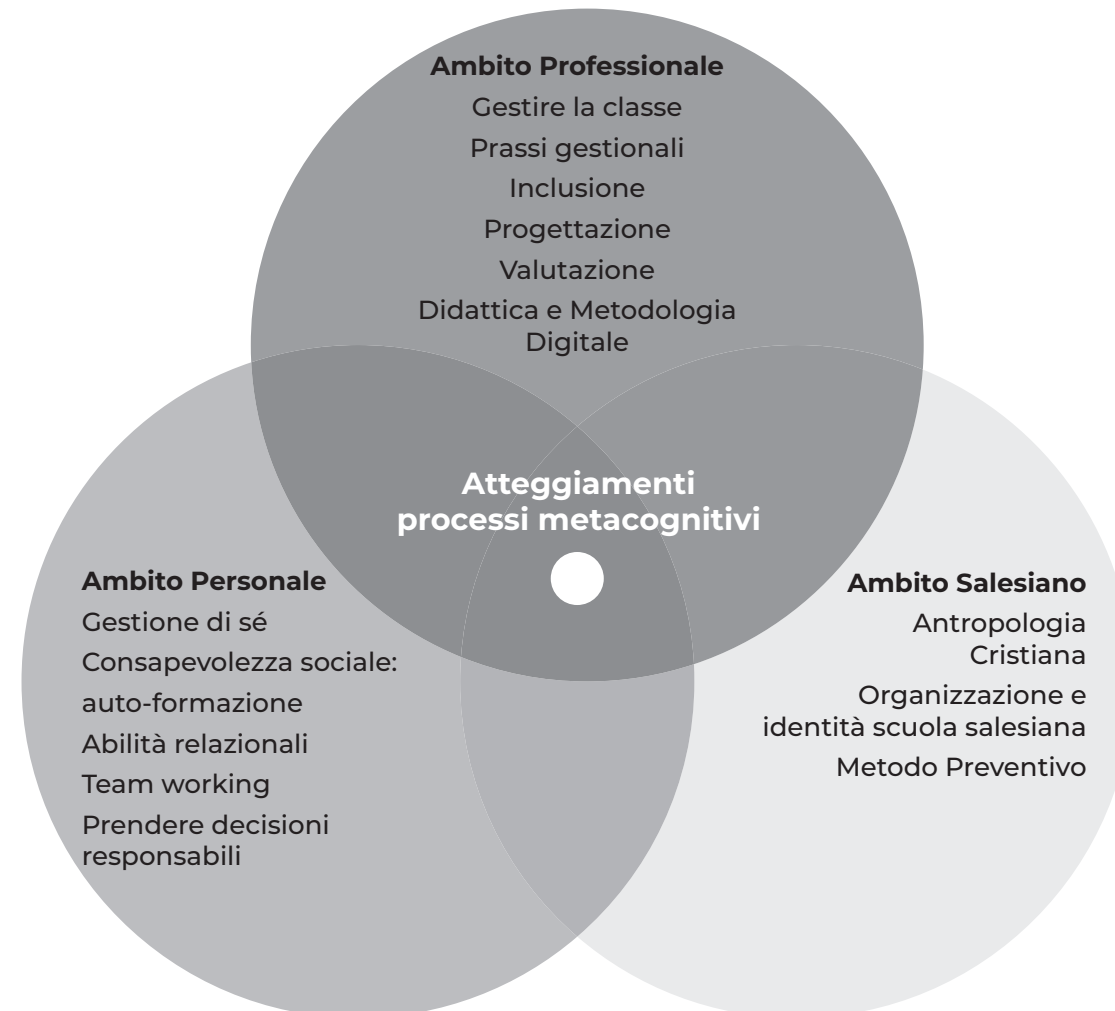 Ambito Professionale
Gestire la classe
Prassi gestionali
Inclusione
Progettazione
Valutazione
Didattica e Metodologia
Digitale
Atteggiamenti
processi metacognitivi
Ambito Personale
Gestione di sé
Consapevolezza sociale:
auto-formazione
Abilità relazionali
Team working
Prendere decisioni
responsabili
Ambito Salesiano
Antropologia
Cristiana
Organizzazione e
identità scuola salesiana
Metodo Preventivo